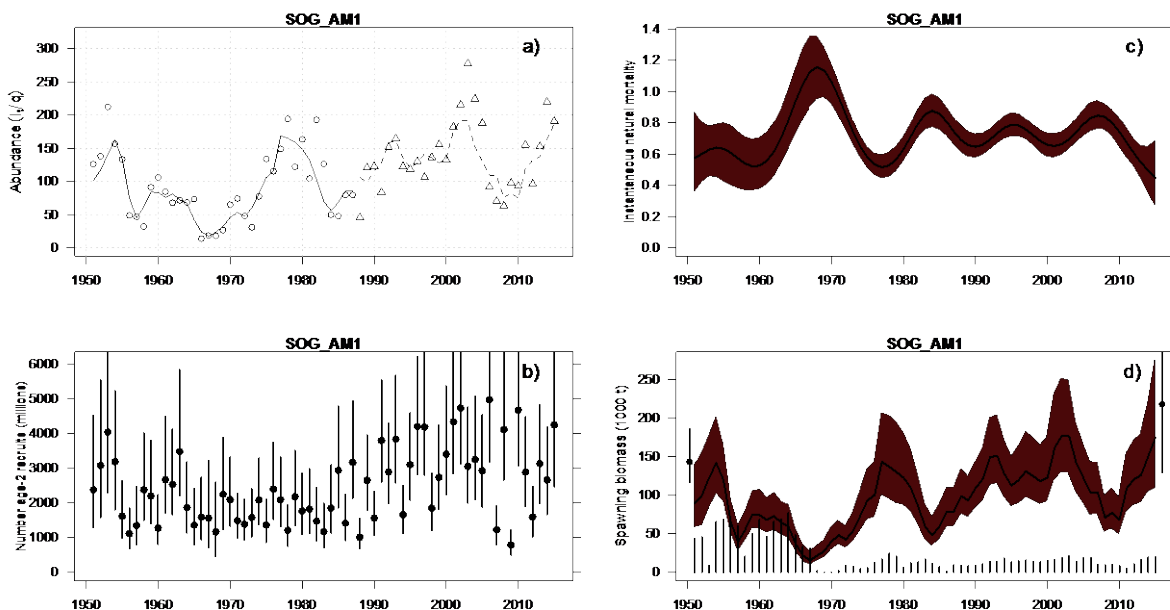 SOG_AM1
a)
Abundance (It/q)
300
250
200
150
100
50
0
1950 1960 1970 1980 1990 2000 2010
SOG_AM1
c)
Instantaneous natural mortality
1.4
1.2
1.0
0.8
0.6
0.4
0.2
0.0
1950 1960 1970 1980 1990 2000 2010
SOG_AM1
b)
Number age-2 recruits (millions)
6000
5000
4000
3000
2000
1000
0
1950 1960 1970 1980 1990 2000 2010
SOG_AM1
d)
Spawning biomass (1000 t)
250
200
150
100
50
0
1950 1960 1970 1980 1990 2000 2010